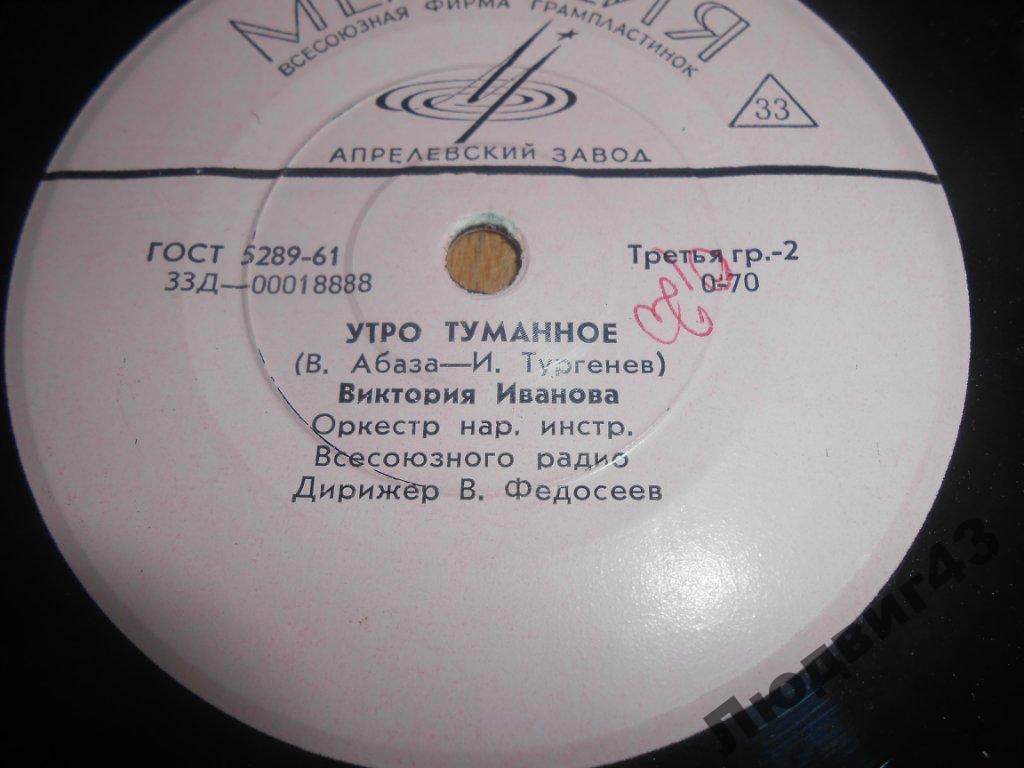 ВСЕСОЮЗНАЯ ФИРМА ГРАМПЛАСТИНОК
33
АПРЕЛЕВСКИЙ ЗАВОД
ГОСТ 5289-61
Третья гр.-2
33Д—00018888
0-70
УТРО ТУМАННОЕ
(В. Абаза—И. Тургенев)
Виктория Иванова
Оркестр нар. инстр.
Всесоюзного радио
Дирижер В. Федосеев
Людвиг43